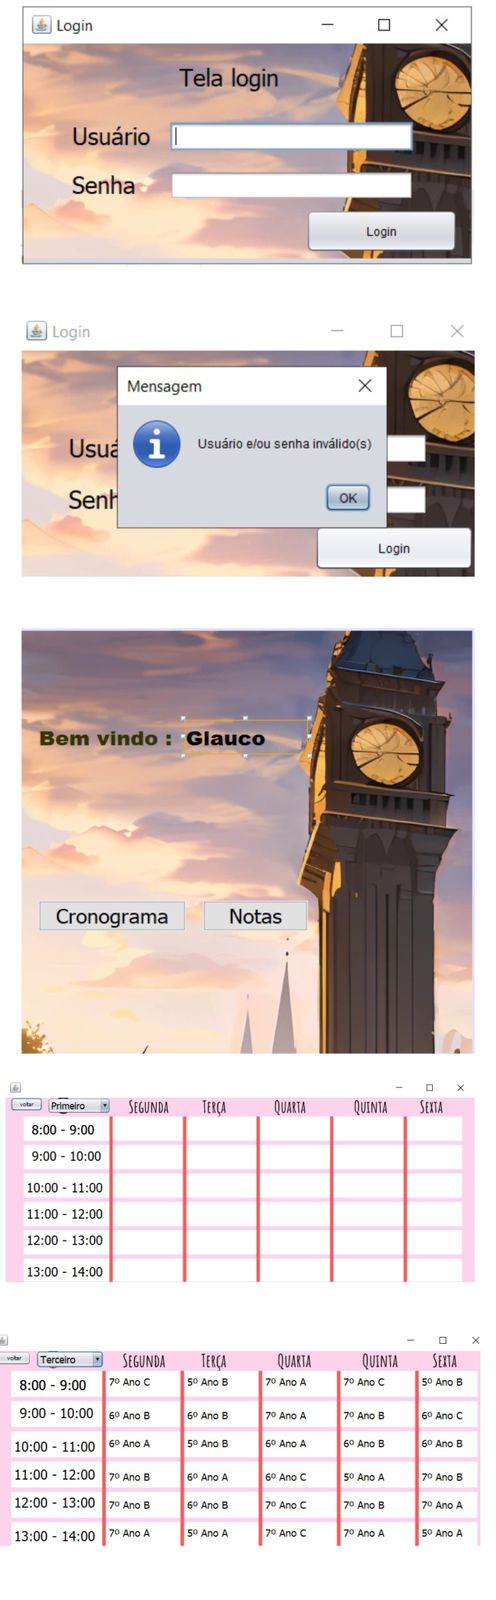 Login
Tela login
Usuário
Senha
Login
Login
Mensagem
Usuá
Usuário e/ou senha inválido(s)
Senh
OK
Login
Bem vindo : Glauco
Cronograma Notas
voltar Primeiro SEGUNDA TERÇA QUARTA QUINTA SEXTA
8:00 - 9:00
9:00 - 10:00
10:00 - 11:00
11:00 - 12:00
12:00 - 13:00
13:00 - 14:00
voltar Terceiro SEGUNDA TERÇA QUARTA QUINTA SEXTA
8:00 - 9:00 7º Ano C 5º Ano B 7º Ano A 7º Ano C 5º Ano B
9:00 - 10:00 6º Ano B 6º Ano B 7º Ano A 7º Ano B 6º Ano C
10:00 - 11:00 6º Ano A 5º Ano B 6º Ano A 6º Ano B 6º Ano B
11:00 - 12:00 7º Ano B 6º Ano A 6º Ano C 5º Ano A 7º Ano B
12:00 - 13:00 7º Ano B 6º Ano A 7º Ano C 7º Ano B 7º Ano A
13:00 - 14:00 7º Ano A 5º Ano A 7º Ano C 7º Ano A 5º Ano A